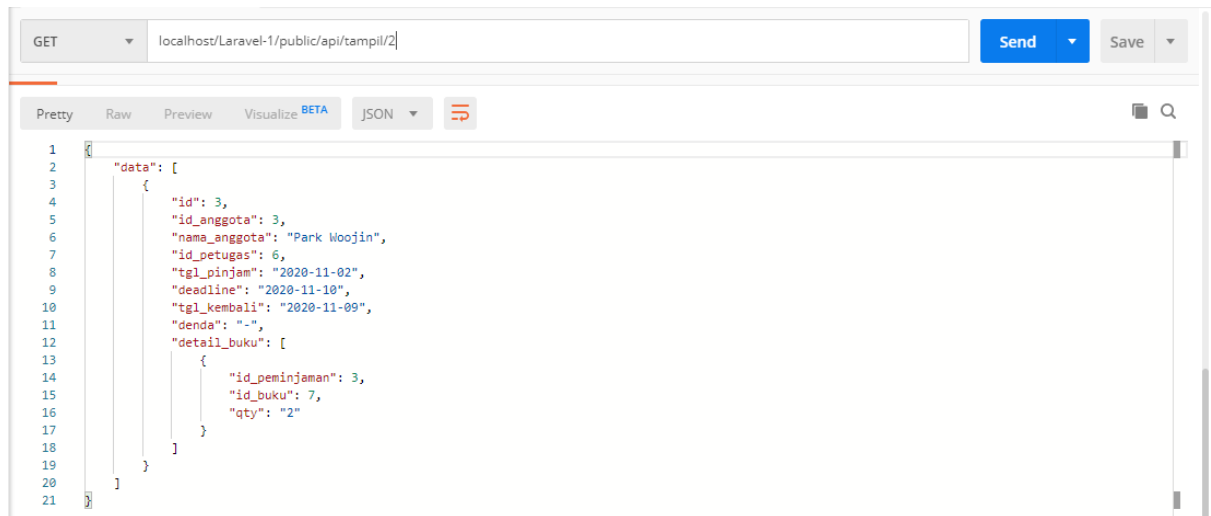 GET localhost/Laravel-1/public/api/tampil/2 Send Save
Pretty Raw Preview Visualize BETA JSON
1 {
2 "data": [
3 {
4 "id": 3,
5 "id_anggota": 3,
6 "nama_anggota": "Park Woojin",
7 "id_petugas": 6,
8 "tgl_pinjam": "2020-11-02",
9 "deadline": "2020-11-10",
10 "tgl_kembali": "2020-11-09",
11 "denda": "-",
12 "detail_buku": [
13 {
14 "id_peminjaman": 3,
15 "id_buku": 7,
16 "qty": "2"
17 }
18 ]
19 }
20 ]
21 }